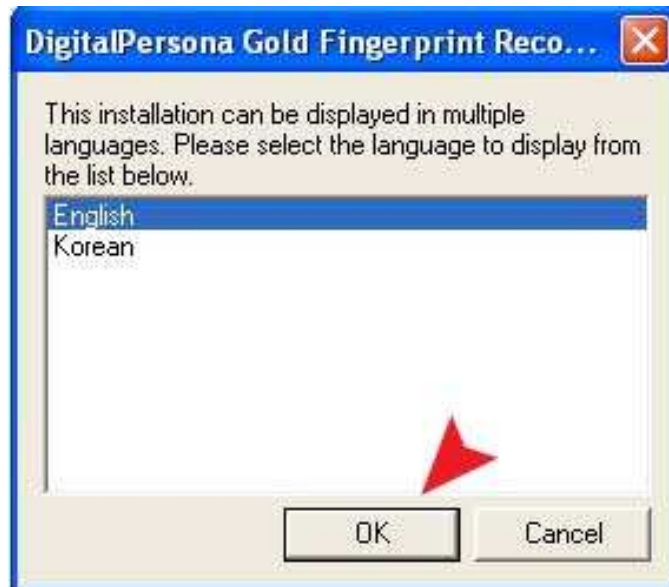 DigitalPersona Gold Fingerprint Reco...
This installation can be displayed in multiple
languages. Please select the language to display from
the list below.
English
Korean
OK
Cancel